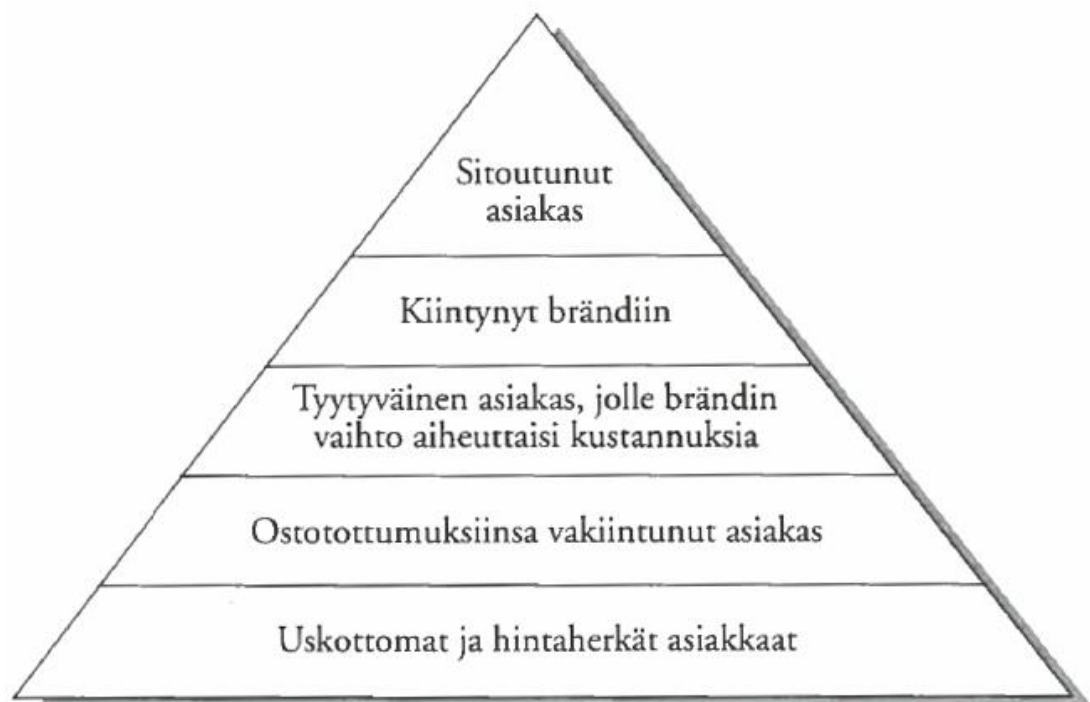 Sitoutunut
asiakas
Kiintynyt brändiin
Tyytyväinen asiakas, jolle brändin
vaihto aiheuttaisi kustannuksia
Ostotottumuksiinsa vakiintunut asiakas
Uskottomat ja hintaherkät asiakkaat